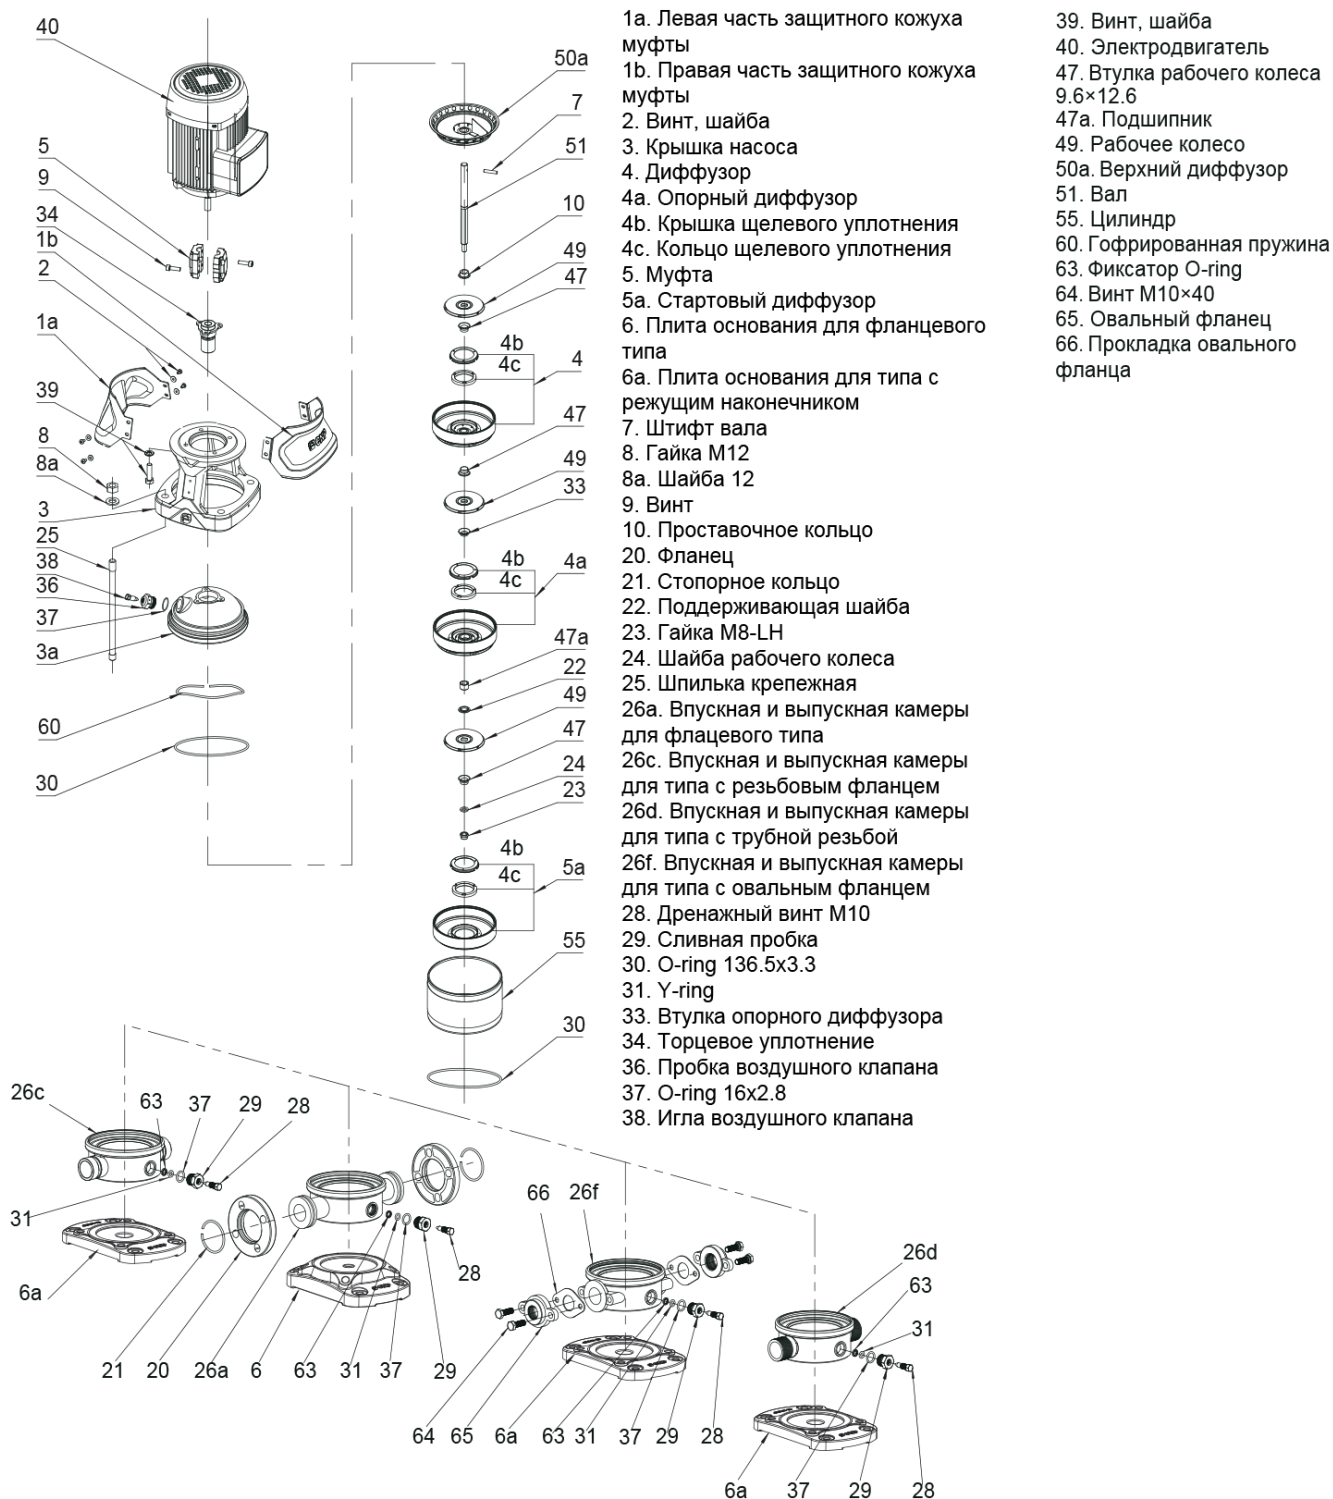 40
5
9
34
1b
2
1a
39
8
8a
3
25
38
36
37
3a
60
30
50a
7
51
10
49
47
4b
4c
4
47
49
33
4b
4c
4a
47a
22
49
47
24
23
4b
4c
5a
55
30
1a. Левая часть защитного кожуха
муфты
1b. Правая часть защитного кожуха
муфты
2. Винт, шайба
3. Крышка насоса
4. Диффузор
4a. Опорный диффузор
4b. Крышка щелевого уплотнения
4c. Кольцо щелевого уплотнения
5. Муфта
5a. Стартовый диффузор
6. Плита основания для фланцевого
типа
6a. Плита основания для типа с
режущим наконечником
7. Штифт вала
8. Гайка M12
8a. Шайба 12
9. Винт
10. Проставочное кольцо
20. Фланец
21. Стопорное кольцо
22. Поддерживающая шайба
23. Гайка M8-LH
24. Шайба рабочего колеса
25. Шпилька крепежная
26a. Впускная и выпускная камеры
для флацевого типа
26c. Впускная и выпускная камеры
для типа с резьбовым фланцем
26d. Впускная и выпускная камеры
для типа с трубной резьбой
26f. Впускная и выпускная камеры
для типа с овальным фланцем
28. Дренажный винт M10
29. Сливная пробка
30. O-ring 136.5x3.3
31. Y-ring
33. Втулка опорного диффузора
34. Торцевое уплотнение
36. Пробка воздушного клапана
37. O-ring 16x2.8
38. Игла воздушного клапана
39. Винт, шайба
40. Электродвигатель
47. Втулка рабочего колеса
9.6×12.6
47a. Подшипник
49. Рабочее колесо
50a. Верхний диффузор
51. Вал
55. Цилиндр
60. Гофрированная пружина
63. Фиксатор O-ring
64. Винт M10×40
65. Овальный фланец
66. Прокладка овального
фланца
26c
63
37
29
28
31
6a
21
20
26a
6
63
31
37
29
28
66
26f
64
65
6a
63
31
37
29
28
26d
63
31
6a
37
29
28